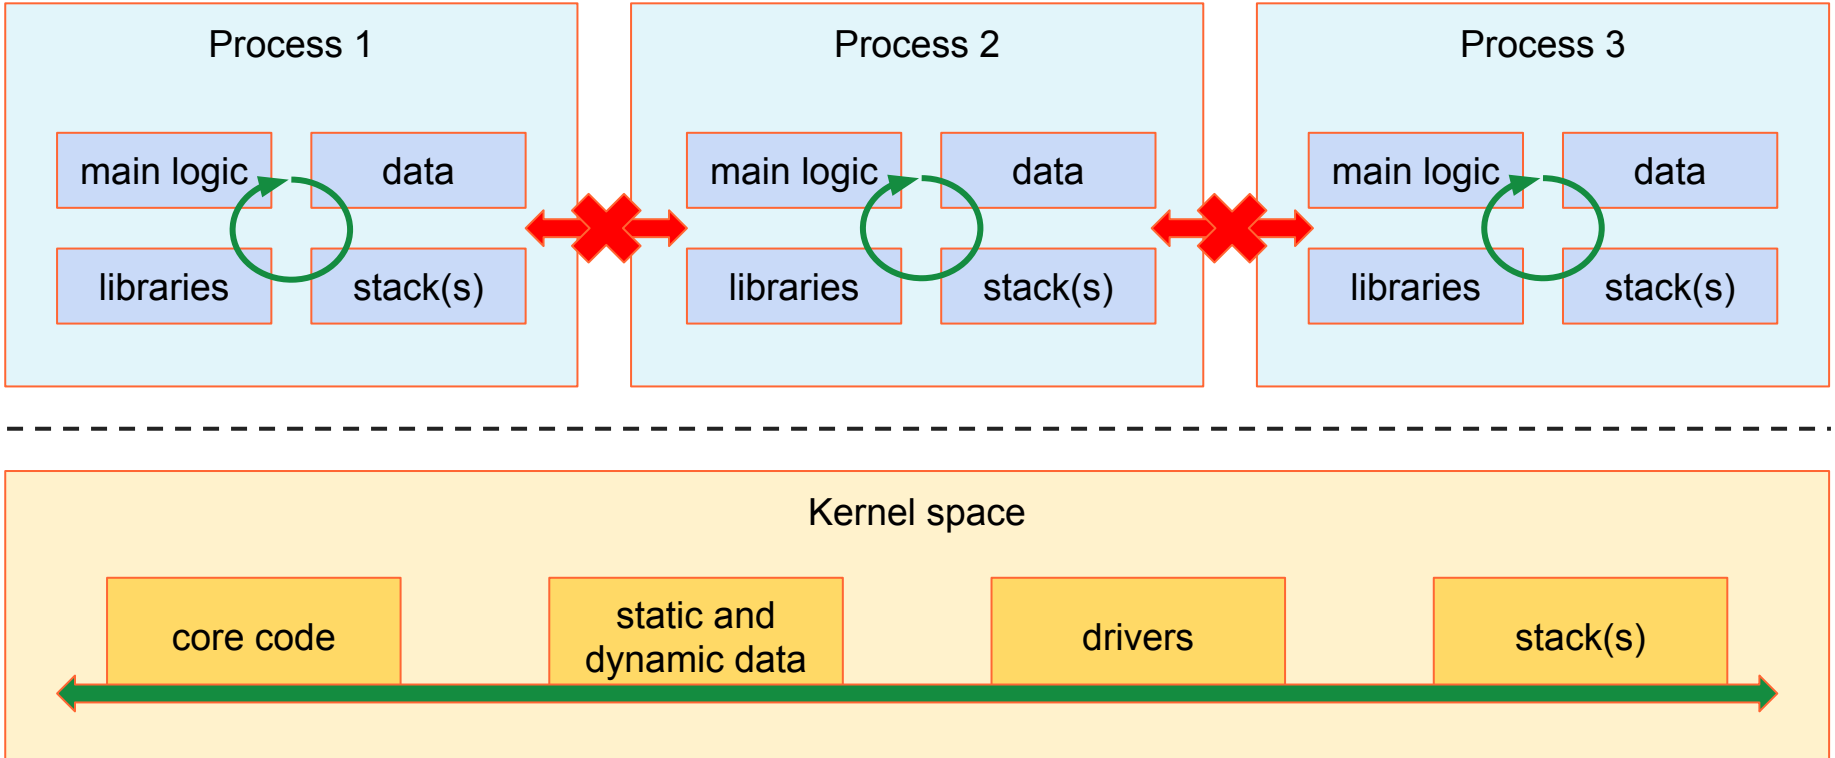 Process 1
Process 2
Process 3
main logic
data
main logic
data
main logic
data
libraries
stack(s)
libraries
stack(s)
libraries
stack(s)
Kernel space
core code
static and
dynamic data
drivers
stack(s)